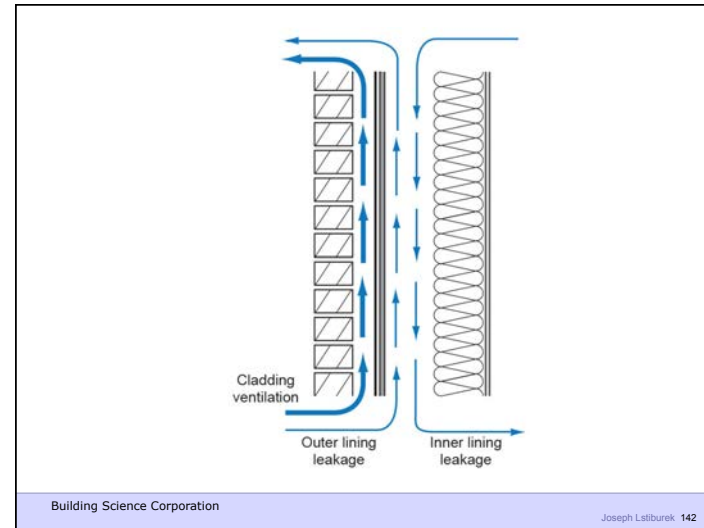 Cladding
ventilation
Outer lining
leakage
Inner lining
leakage
Building Science Corporation
Joseph Lstiburek 142